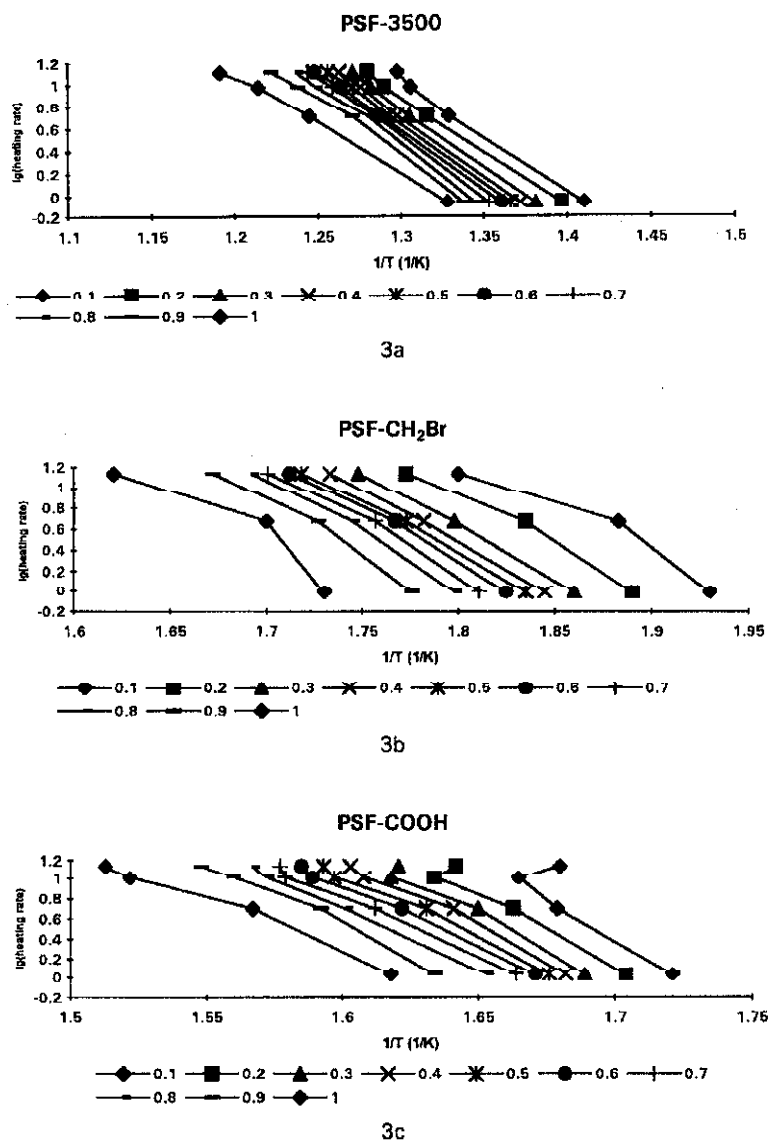 PSF-3500
lg(heating rate)
1.2
1
0.8
0.6
0.4
0.2
0
-0.2
1.1 1.2 1.25 1.3 1.35 1.4 1.45 1.5
1/T (1/K)
0.1 0.2 0.3 0.4 0.5 0.6 0.7
0.8 0.9 1
3a
PSF-CH₂Br
lg(heating rate)
1.2
1
0.8
0.6
0.4
0.2
0
-0.2
1.6 1.65 1.7 1.75 1.8 1.85 1.9 1.95
1/T (1/K)
0.1 0.2 0.3 0.4 0.5 0.6 0.7
0.8 0.9 1
3b
PSF-COOH
lg(heating rate)
1.2
1
0.8
0.6
0.4
0.2
0
-0.2
1.5 1.55 1.6 1.65 1.7 1.75
1/T (1/K)
0.1 0.2 0.3 0.4 0.5 0.6 0.7
0.8 0.9 1
3c